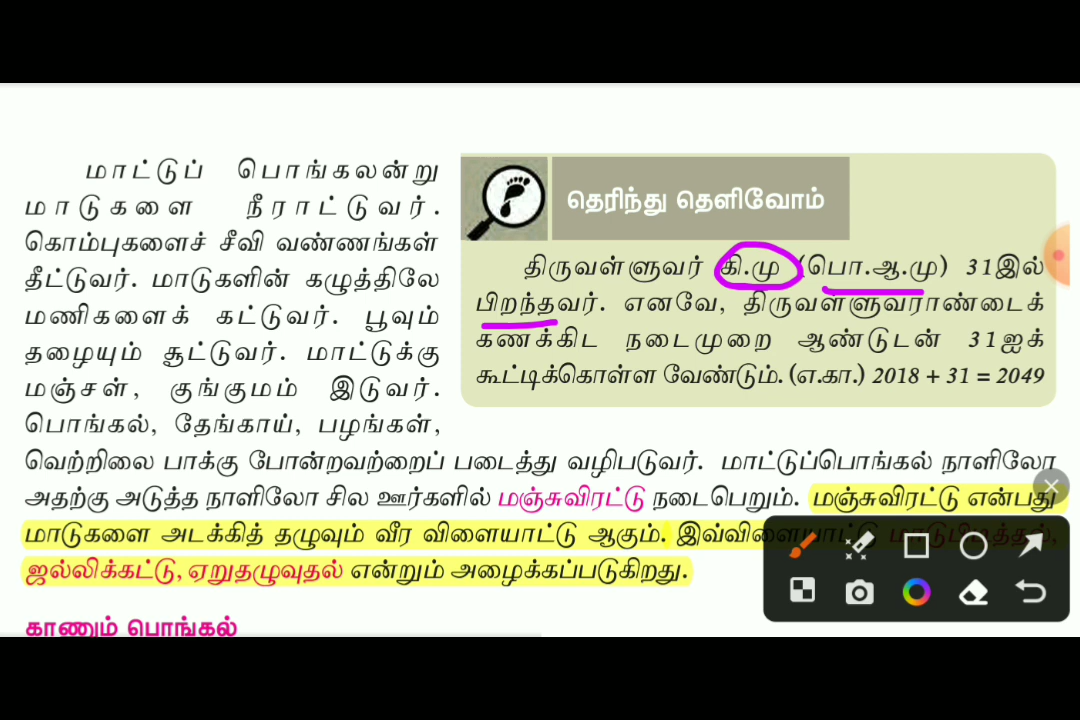 மாட்டுப் பொங்கலன்று
மாடுகளை நீராட்டுவர்.
கொம்புகளைச் சீவி வண்ணங்கள்
தீட்டுவர். மாடுகளின் கழுத்திலே
மணிகளைக் கட்டுவர். பூவும்
தழையும் சூட்டுவர். மாட்டுக்கு
மஞ்சள், குங்குமம் இடுவர்.
பொங்கல், தேங்காய், பழங்கள்,
வெற்றிலை பாக்கு போன்றவற்றைப் படைத்து வழிபடுவர். மாட்டுப்பொங்கல் நாளிலோ
அதற்கு அடுத்த நாளிலோ சில ஊர்களில் மஞ்சுவிரட்டு நடைபெறும். மஞ்சுவிரட்டு என்பது
மாடுகளை அடக்கித் தழுவும் வீர விளையாட்டு ஆகும். இவ்விளையாட்டு மாடுபிடித்தல்,
ஜல்லிக்கட்டு, ஏறுதழுவுதல் என்றும் அழைக்கப்படுகிறது.
காணும் பொங்கல்
தெரிந்து தெளிவோம்
திருவள்ளுவர் கி.மு (பொ.ஆ.மு) 31இல்
பிறந்தவர். எனவே, திருவள்ளுவராண்டைக்
கணக்கிட நடைமுறை ஆண்டுடன் 31ஐக்
கூட்டிக்கொள்ள வேண்டும். (எ.கா.) 2018 + 31 = 2049